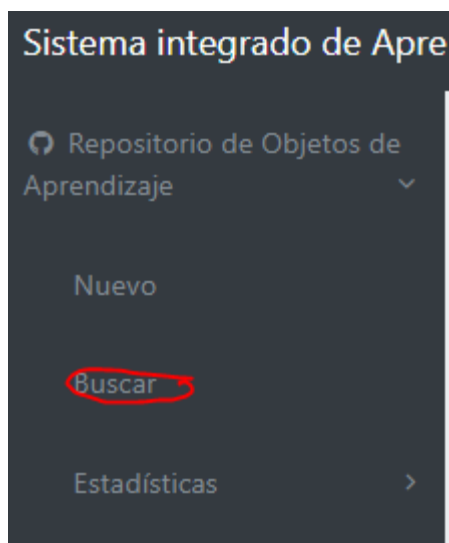 Sistema integrado de Apre
Repositorio de Objetos de
Aprendizaje
Nuevo
Buscar
Estadísticas